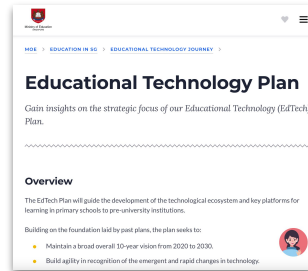 Ministry of Education
SINGAPORE
MOE > EDUCATION IN SG > EDUCATIONAL TECHNOLOGY JOURNEY >
Educational Technology Plan
Gain insights on the strategic focus of our Educational Technology (EdTech
Plan.
Overview
The EdTech Plan will guide the development of the technological ecosystem and key platforms for
learning in primary schools to pre-university institutions.
Building on the foundation laid by past plans, the plan seeks to:
Maintain a broad overall 10-year vision from 2020 to 2030.
Build agility in recognition of the emergent and rapid changes in technology.